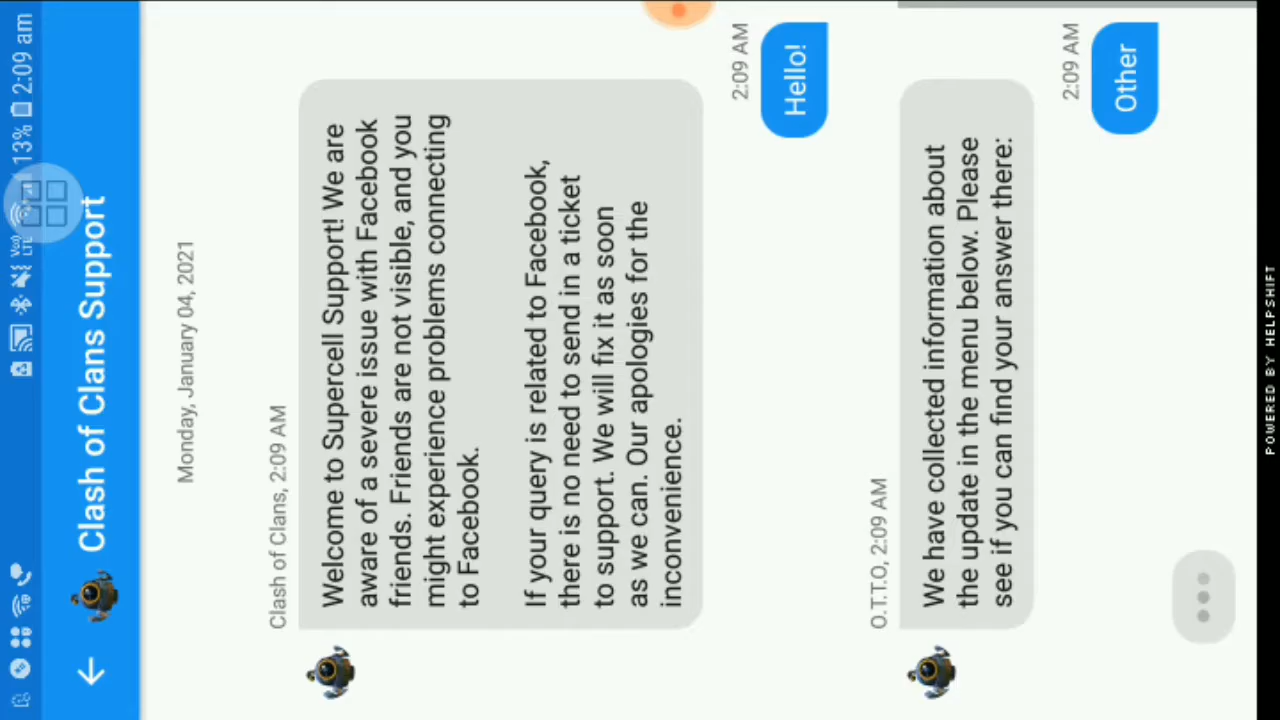 13% 2:09 am
Clash of Clans Support
Monday, January 04, 2021
Clash of Clans, 2:09 AM
Welcome to Supercell Support! We are
aware of a severe issue with Facebook
friends. Friends are not visible, and you
might experience problems connecting
to Facebook.
If your query is related to Facebook,
there is no need to send in a ticket
to support. We will fix it as soon
as we can. Our apologies for the
inconvenience.
2:09 AM
Hello!
O.T.T.O, 2:09 AM
We have collected information about
the update in the menu below. Please
see if you can find your answer there:
2:09 AM
Other
POWERED BY HELPSHIFT